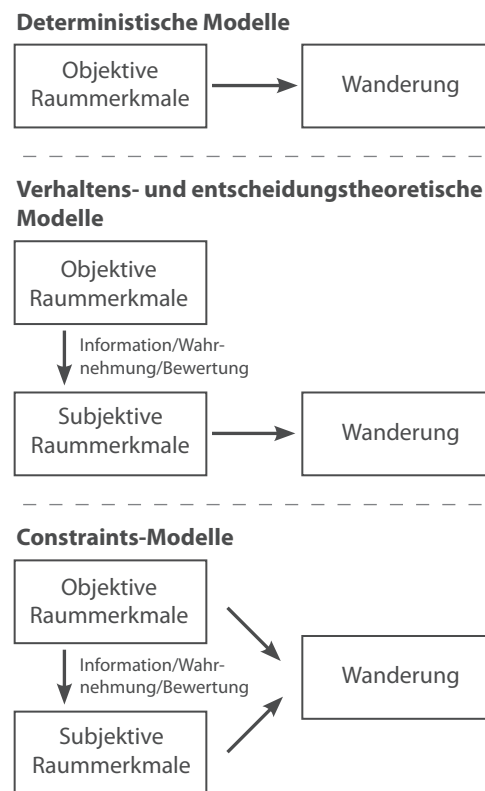 Deterministische Modelle
Objektive
Raummerkmale
Wanderung
Verhaltens- und entscheidungstheoretische
Modelle
Objektive
Raummerkmale
Information/Wahr-
nehmung/Bewertung
Subjektive
Raummerkmale
Wanderung
Constraints-Modelle
Objektive
Raummerkmale
Information/Wahr-
nehmung/Bewertung
Wanderung
Subjektive
Raummerkmale